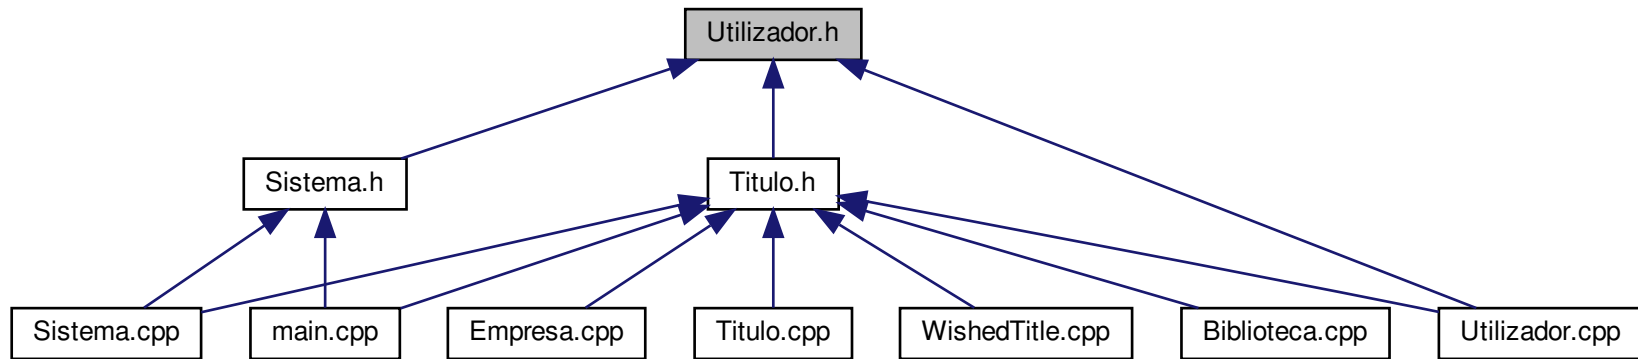 Utilizador.h
Sistema.h
Titulo.h
Sistema.cpp
main.cpp
Empresa.cpp
Titulo.cpp
WishedTitle.cpp
Biblioteca.cpp
Utilizador.cpp